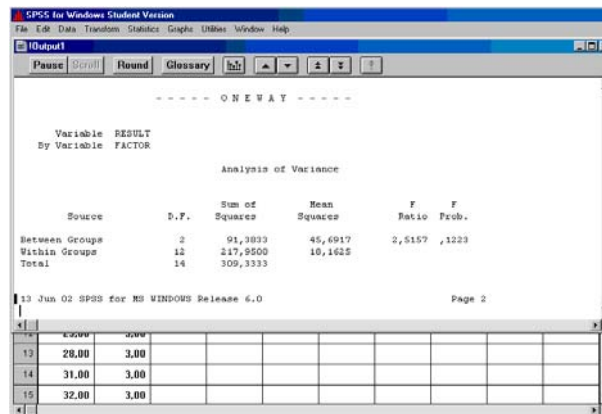 SPSS for Windows Student Version
File Edit Data Transform Statistics Graphs Utilities Window Help
!Output1
Pause Scroll Round Glossary
- - - - - O N E W A Y - - - - -
Variable RESULT
By Variable FACTOR
Analysis of Variance
Sum of Mean F F
Source D.F. Squares Squares Ratio Prob.
Between Groups 2 91,3833 45,6917 2,5157 ,1223
Within Groups 12 217,9500 18,1625
Total 14 309,3333
13 Jun 02 SPSS for MS WINDOWS Release 6.0 Page 2
13 28,00 3,00
14 31,00 3,00
15 32,00 3,00